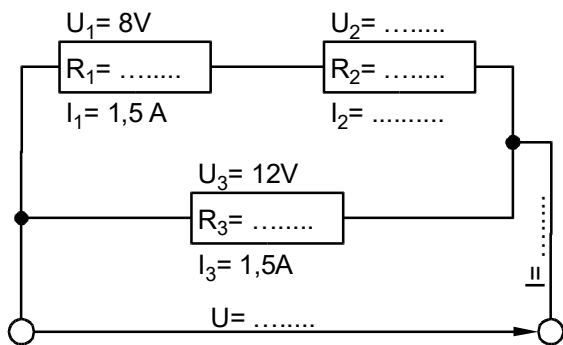 U1= 8V
U2= ........
R1= ........
R2= ........
I1= 1,5 A
I2= ..........
U3= 12V
R3= ........
I3= 1,5A
I= ..........
U= ........